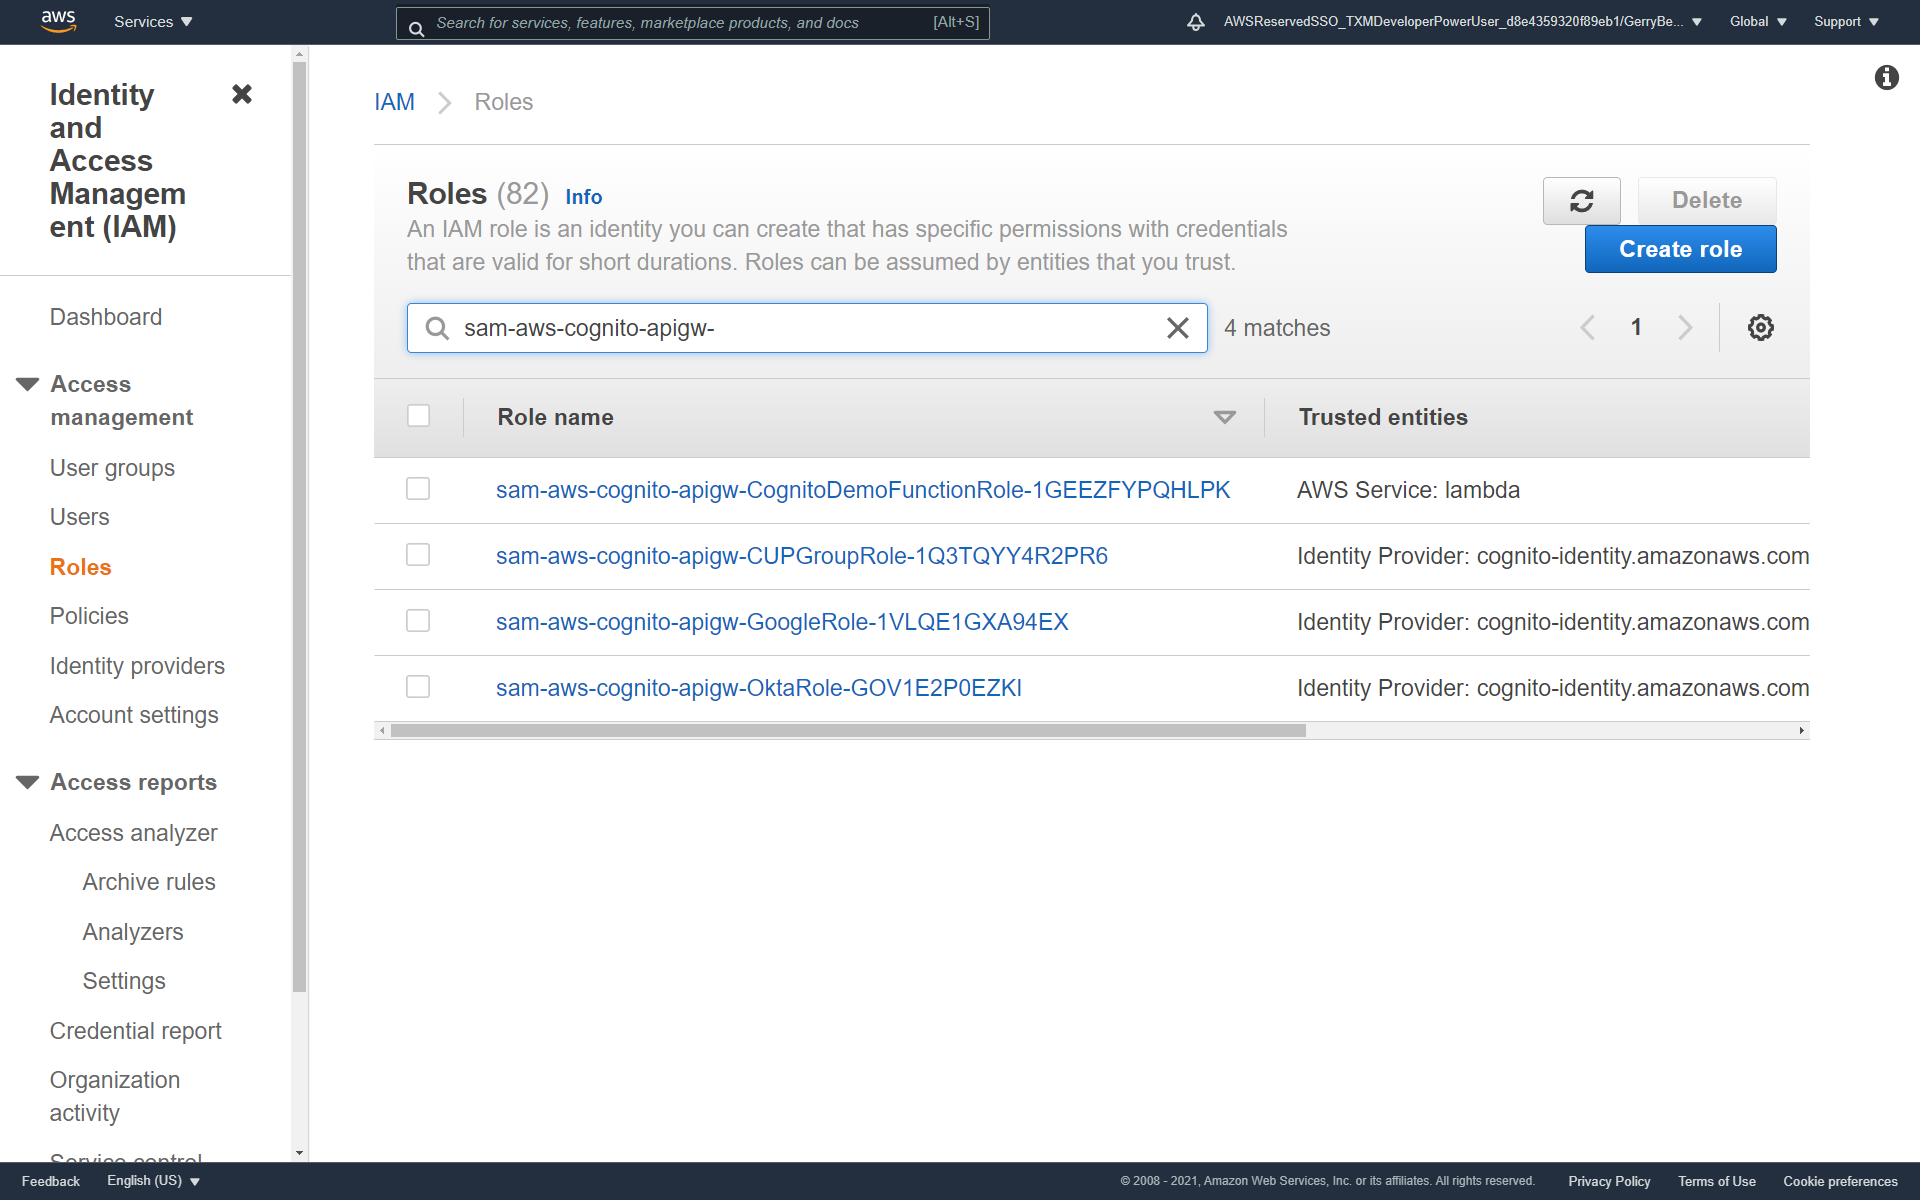 aws
Services
Search for services, features, marketplace products, and docs
[Alt+S]
AWSReservedSSO_TXMDeveloperPowerUser_d8e4359320f89eb1/GerryBe...
Global
Support
Identity
and
Access
Managem
ent (IAM)
Dashboard
Access
management
User groups
Users
Roles
Policies
Identity providers
Account settings
Access reports
Access analyzer
Archive rules
Analyzers
Settings
Credential report
Organization
activity
Service control
IAM
Roles
Roles (82) Info
An IAM role is an identity you can create that has specific permissions with credentials
that are valid for short durations. Roles can be assumed by entities that you trust.
Delete
Create role
sam-aws-cognito-apigw-
4 matches
1
Role name
Trusted entities
sam-aws-cognito-apigw-CognitoDemoFunctionRole-1GEEZFYPQHLPK
AWS Service: lambda
sam-aws-cognito-apigw-CUPGroupRole-1Q3TQYY4R2PR6
Identity Provider: cognito-identity.amazonaws.com
sam-aws-cognito-apigw-GoogleRole-1VLQE1GXA94EX
Identity Provider: cognito-identity.amazonaws.com
sam-aws-cognito-apigw-OktaRole-GOV1E2P0EZKI
Identity Provider: cognito-identity.amazonaws.com
Feedback
English (US)
© 2008 - 2021, Amazon Web Services, Inc. or its affiliates. All rights reserved.
Privacy Policy
Terms of Use
Cookie preferences